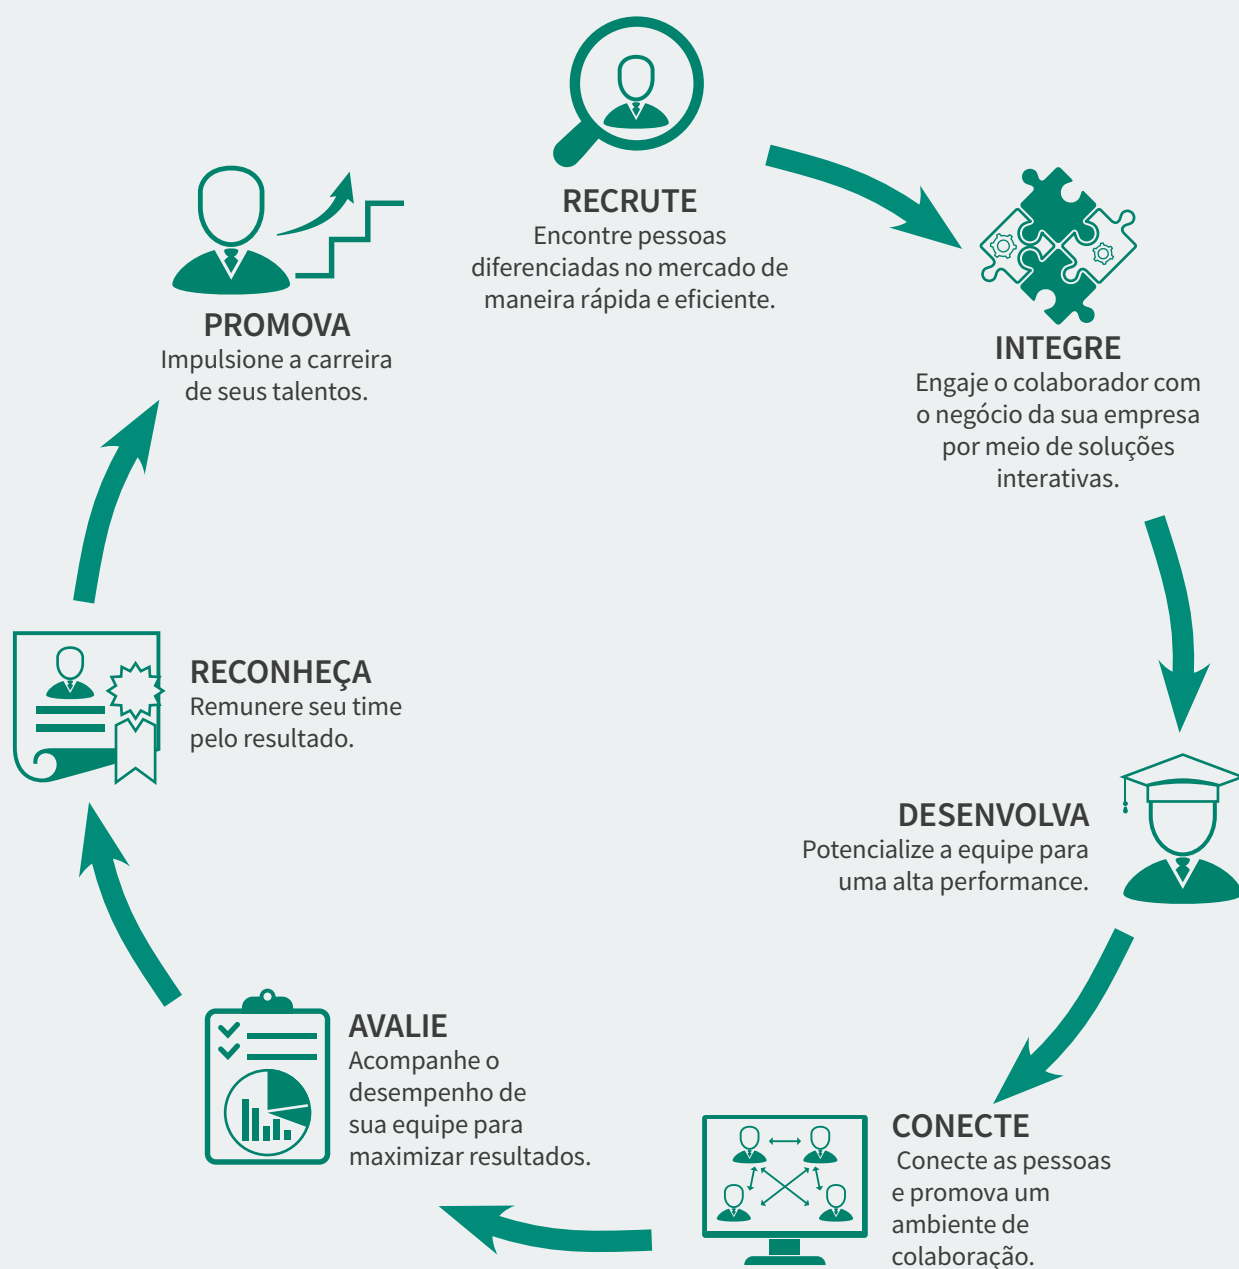 RECRUTE
Encontre pessoas
diferenciadas no mercado de
maneira rápida e eficiente.
INTEGRE
Engaje o colaborador com
o negócio da sua empresa
por meio de soluções
interativas.
DESENVOLVA
Potencialize a equipe para
uma alta performance.
CONECTE
Conecte as pessoas
e promova um
ambiente de
colaboração.
AVALIE
Acompanhe o
desempenho de
sua equipe para
maximizar resultados.
RECONHEÇA
Remunere seu time
pelo resultado.
PROMOVA
Impulsione a carreira
de seus talentos.